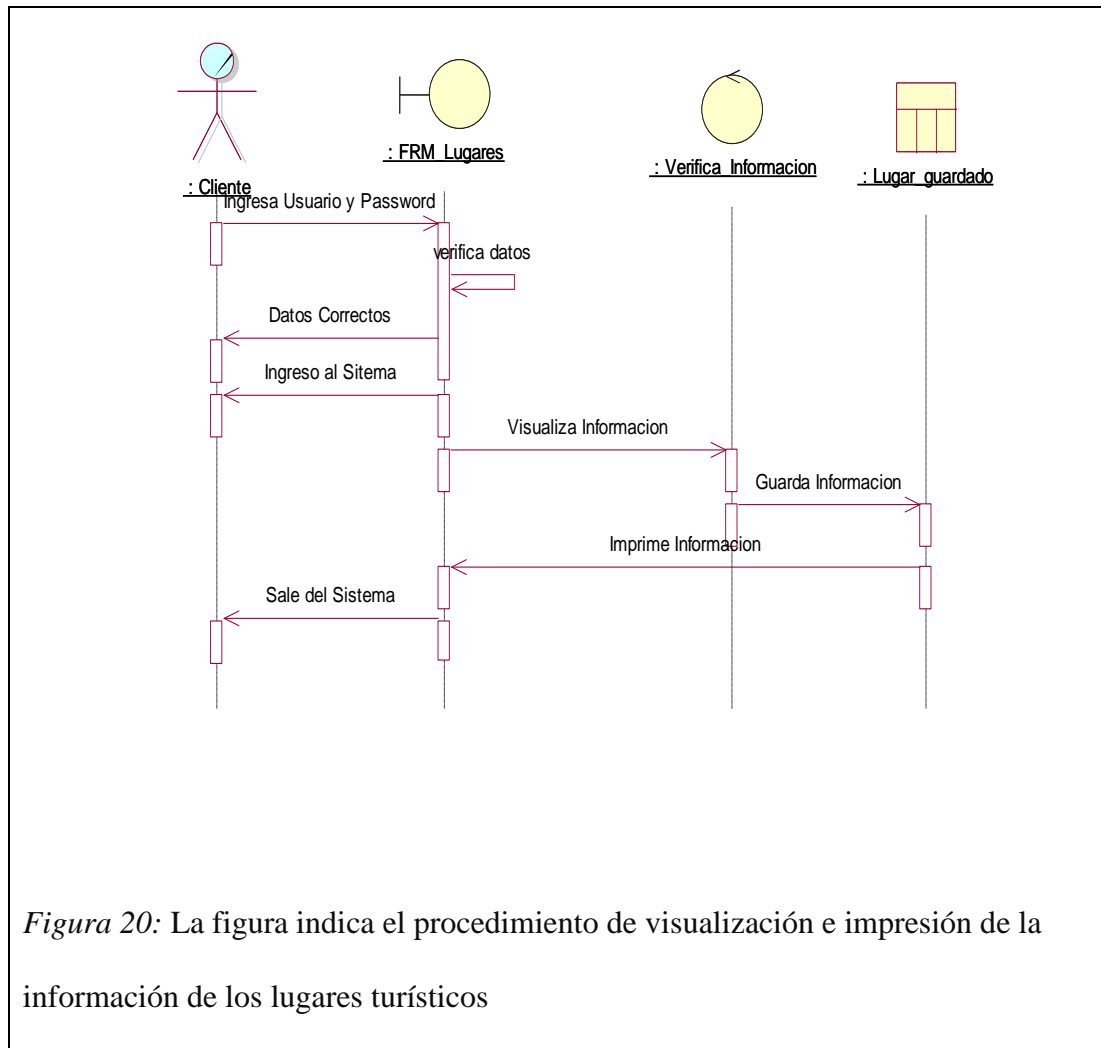 : Cliente
: FRM_Lugares
: Verifica_Informacion
: Lugar_guardado
Ingresa Usuario y Password
verifica datos
Datos Correctos
Ingreso al Sitema
Visualiza Informacion
Guarda Informacion
Imprime Informacion
Sale del Sistema
Figura 20: La figura indica el procedimiento de visualización e impresión de la
información de los lugares turísticos